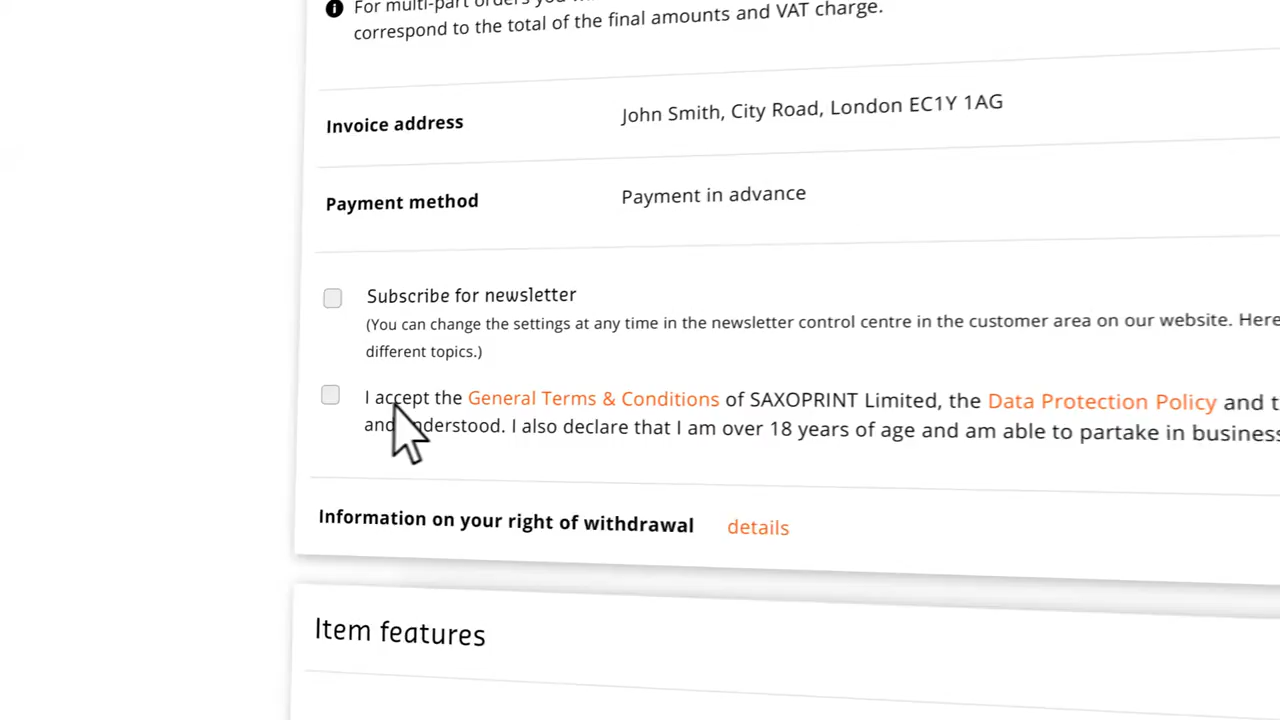 For multi-part orders you
correspond to the total of the final amounts and VAT charge.
Invoice address
John Smith, City Road, London EC1Y 1AG
Payment method
Payment in advance
Subscribe for newsletter
(You can change the settings at any time in the newsletter control centre in the customer area on our website. Here
different topics.)
I accept the General Terms & Conditions of SAXOPRINT Limited, the Data Protection Policy and
and understood. I also declare that I am over 18 years of age and am able to partake in business
Information on your right of withdrawal details
Item features